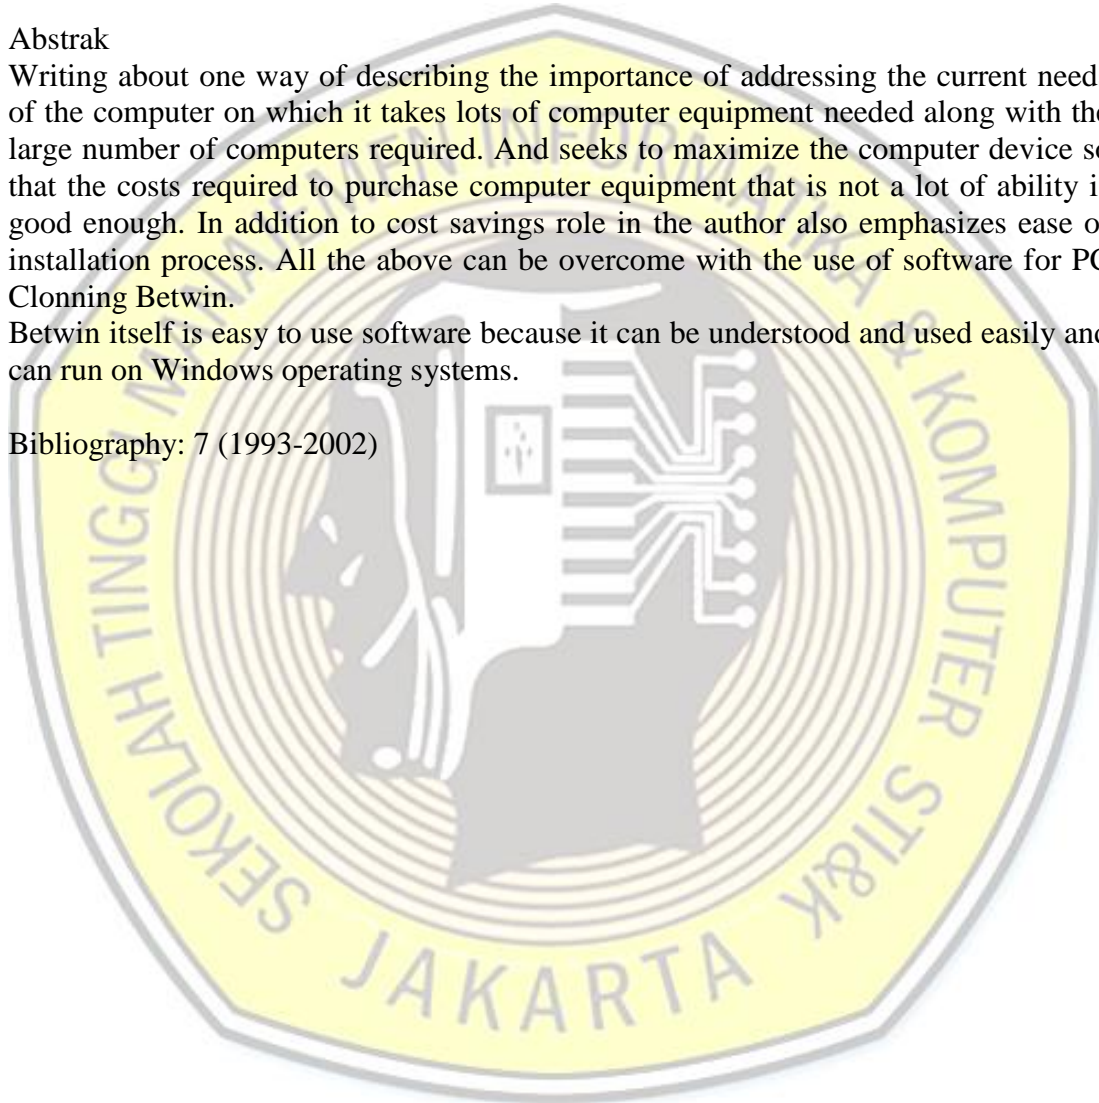 Abstrak
Writing about one way of describing the importance of addressing the current need
of the computer on which it takes lots of computer equipment needed along with the
large number of computers required. And seeks to maximize the computer device so
that the costs required to purchase computer equipment that is not a lot of ability i
good enough. In addition to cost savings role in the author also emphasizes ease o
installation process. All the above can be overcome with the use of software for PC
Clonning Betwin.
Betwin itself is easy to use software because it can be understood and used easily and
can run on Windows operating systems.
Bibliography: 7 (1993-2002)
SEKOLAH TINGGI MANAJEMEN INFORMATIKA & KOMPUTER STI&K
JAKARTA